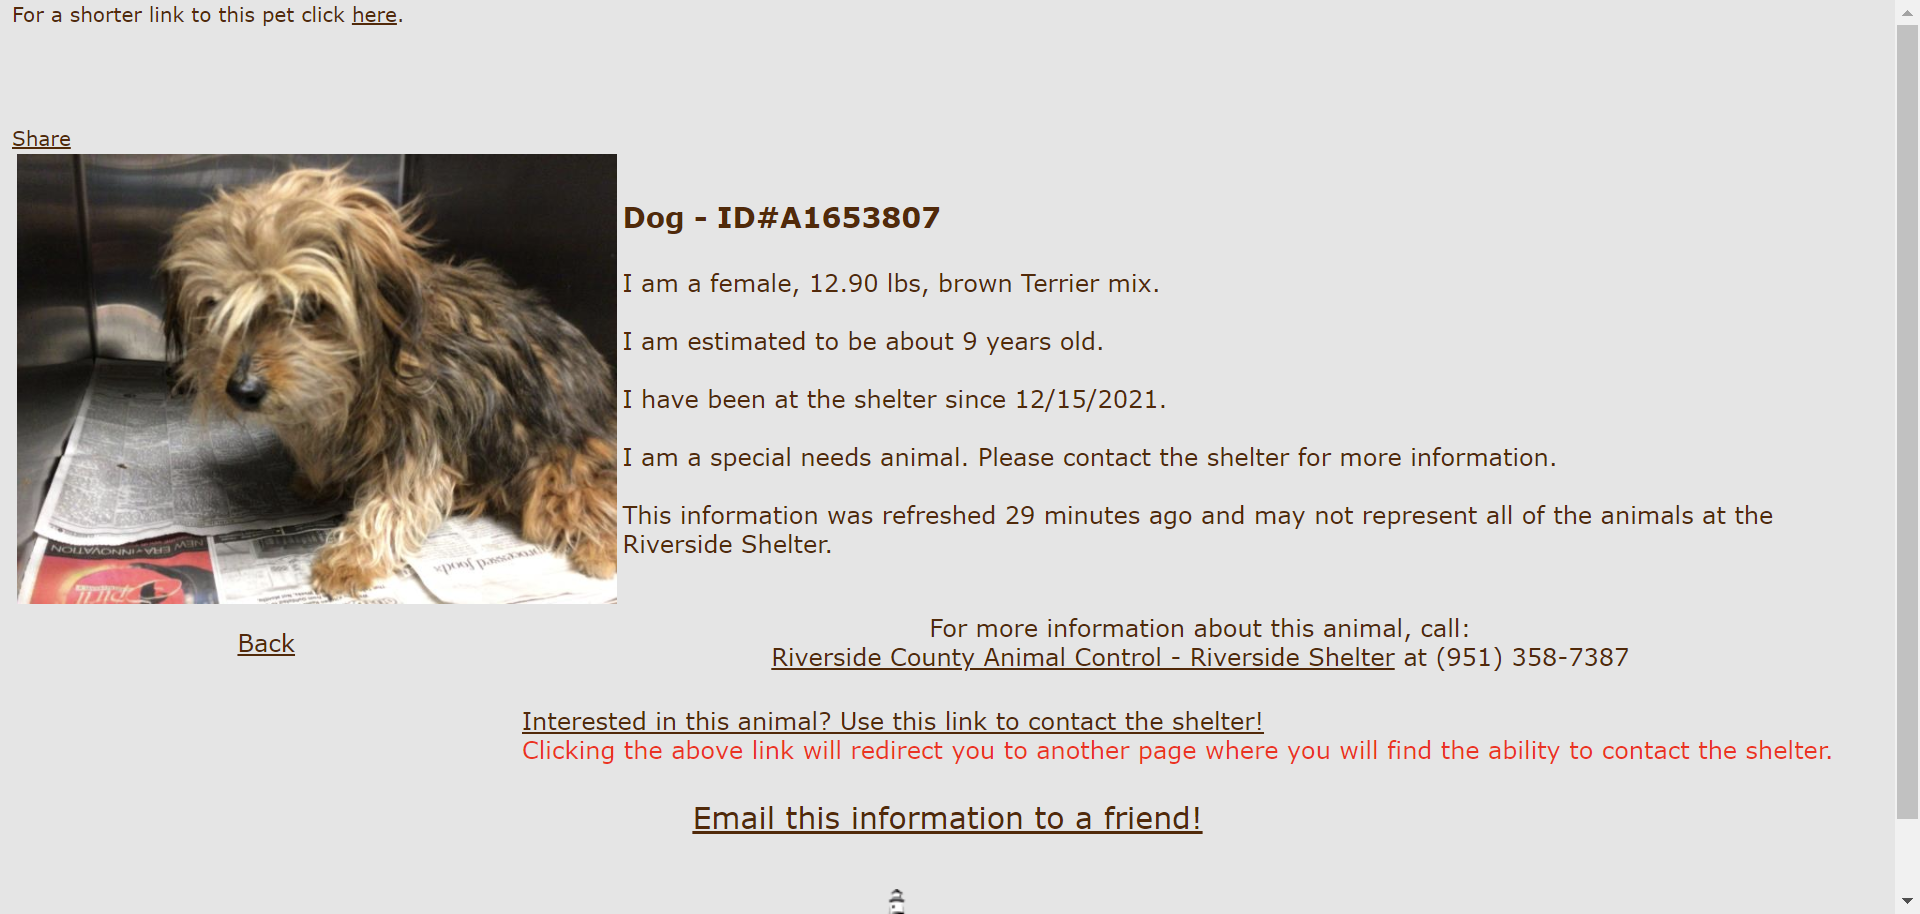 For a shorter link to this pet click here.
Share
Dog - ID#A1653807
I am a female, 12.90 lbs, brown Terrier mix.
I am estimated to be about 9 years old.
I have been at the shelter since 12/15/2021.
I am a special needs animal. Please contact the shelter for more information.
This information was refreshed 29 minutes ago and may not represent all of the animals at the
Riverside Shelter.
NEW ERA of INNOVATION
processed foods
Back
For more information about this animal, call:
Riverside County Animal Control - Riverside Shelter at (951) 358-7387
Interested in this animal? Use this link to contact the shelter!
Clicking the above link will redirect you to another page where you will find the ability to contact the shelter.
Email this information to a friend!